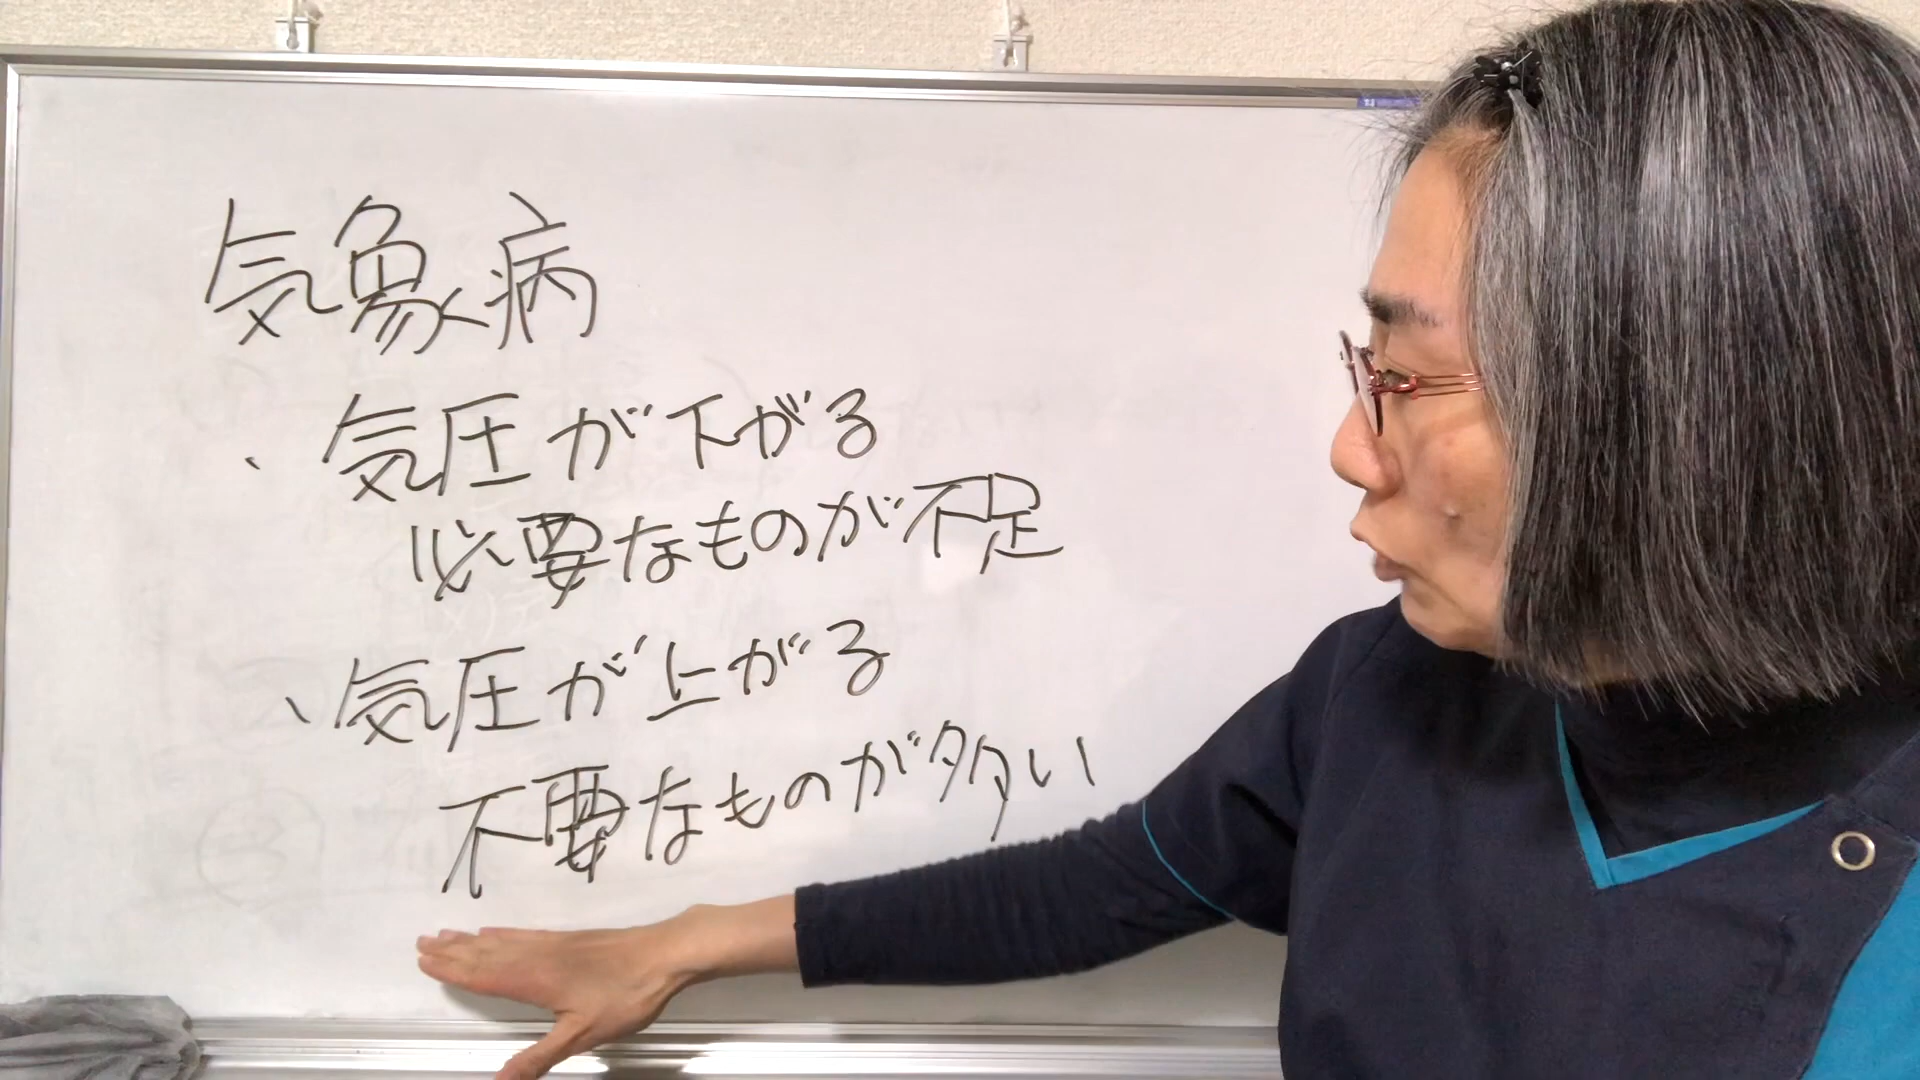 気象病
、気圧が下がる
必要なものが不足
、気圧が上がる
不要なものが多い